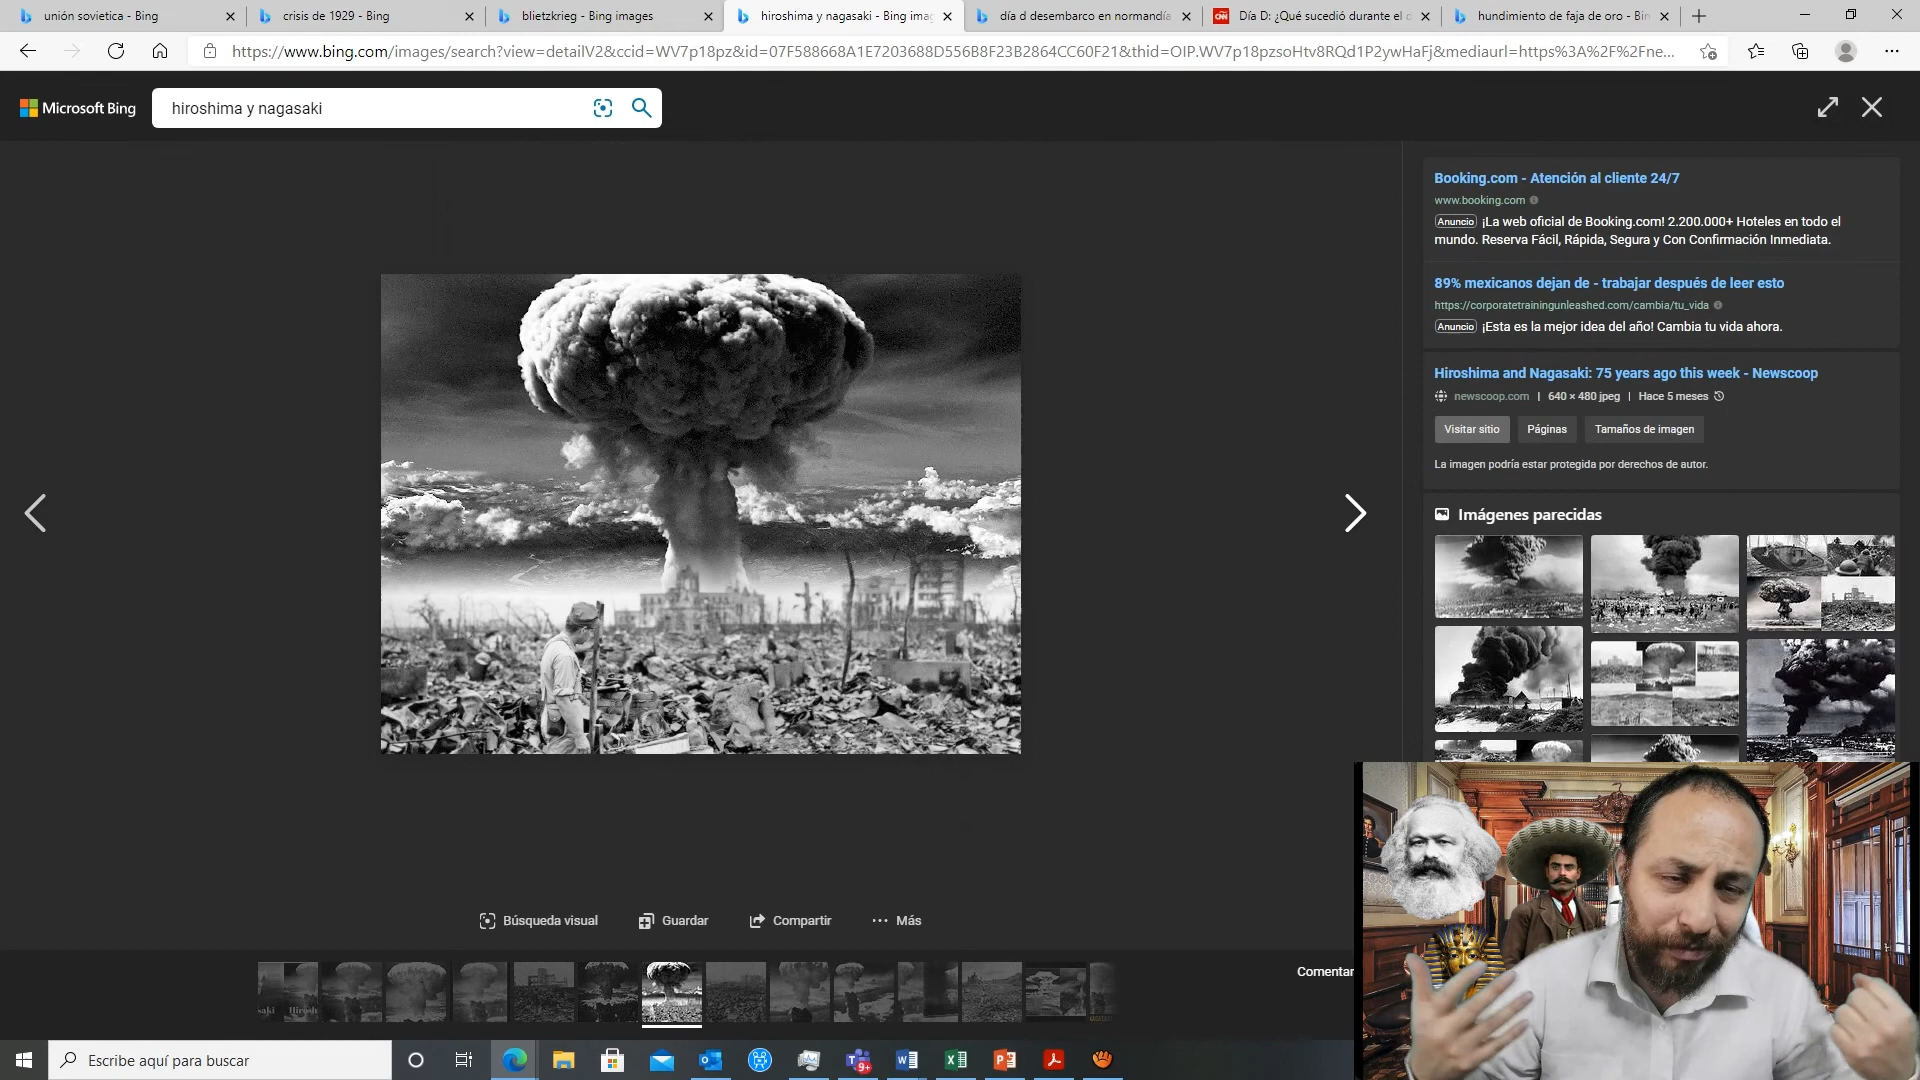 unión sovietica - Bing
crisis de 1929 - Bing
blietzkrieg - Bing images
hiroshima y nagasaki - Bing imag
día d desembarco en normandía
CNN
Día D: ¿Qué sucedió durante el d
hundimiento de faja de oro - Bin
https://www.bing.com/images/search?view=detailV2&ccid=WV7p18pz&id=07F588668A1E7203688D556B8F23B2864CC60F21&thid=OIP.WV7p18pzsoHtv8RQd1P2ywHaFj&mediaurl=https%3A%2F%2Fne...
Microsoft Bing
hiroshima y nagasaki
Booking.com - Atención al cliente 24/7
www.booking.com
Anuncio ¡La web oficial de Booking.com! 2.200.000+ Hoteles en todo el
mundo. Reserva Fácil, Rápida, Segura y Con Confirmación Inmediata.
89% mexicanos dejan de - trabajar después de leer esto
https://corporatetrainingunleashed.com/cambia/tu_vida
Anuncio ¡Esta es la mejor idea del año! Cambia tu vida ahora.
Hiroshima and Nagasaki: 75 years ago this week - Newscoop
newscoop.com | 640 × 480 jpeg | Hace 5 meses
Visitar sitio
Páginas
Tamaños de imagen
La imagen podría estar protegida por derechos de autor.
Imágenes parecidas
Búsqueda visual
Guardar
Compartir
Más
saki
Hirosh
Comentar
Escribe aquí para buscar
9+